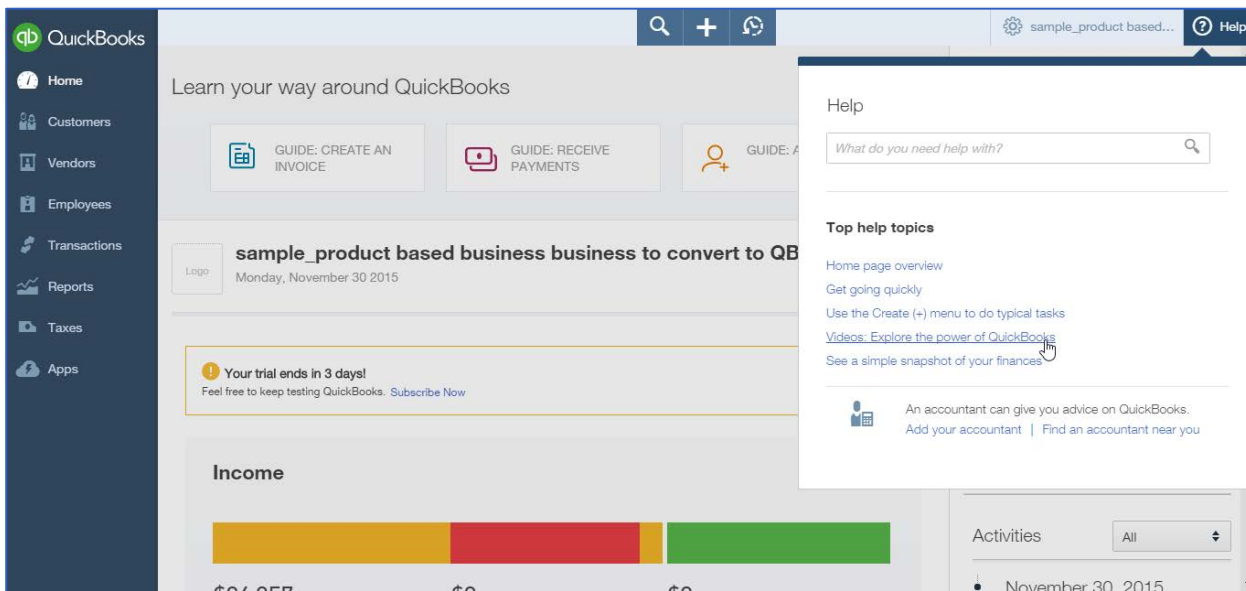 QuickBooks
Home
Customers
Vendors
Employees
Transactions
Reports
Taxes
Apps
sample_product based...
Help
Learn your way around QuickBooks
GUIDE: CREATE AN
INVOICE
GUIDE: RECEIVE
PAYMENTS
GUIDE: A
Logo
sample_product based business business to convert to QB
Monday, November 30 2015
Your trial ends in 3 days!
Feel free to keep testing QuickBooks. Subscribe Now
Income
Help
What do you need help with?
Top help topics
Home page overview
Get going quickly
Use the Create (+) menu to do typical tasks
Videos: Explore the power of QuickBooks
See a simple snapshot of your finances
An accountant can give you advice on QuickBooks.
Add your accountant | Find an accountant near you
Activities
All
November 30, 2015